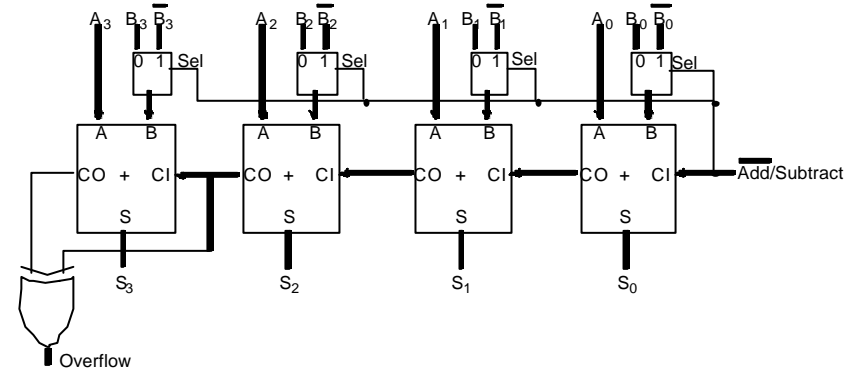 A3 B3 B̅3 A2 B2 B̅2 A1 B1 B̅1 A0 B0 B̅0
0 1 Sel 0 1 Sel 0 1 Sel 0 1 Sel
A B A B A B A B
CO + CI CO + CI CO + CI CO + CI A̅d̅d̅/Subtract
S S S S
S3 S2 S1 S0
Overflow